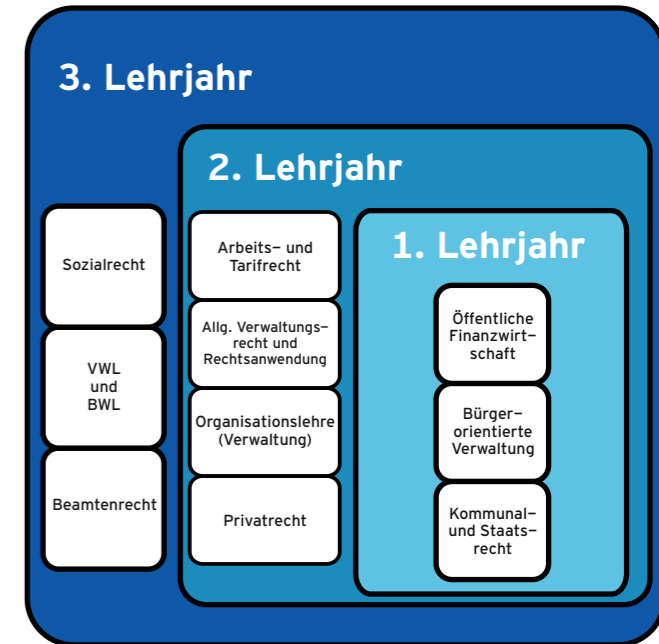 3. Lehrjahr
Sozialrecht
VWL
und
BWL
Beamtenrecht
2. Lehrjahr
Arbeits- und
Tarifrecht
Allg. Verwaltungs-
recht und
Rechtsanwendung
Organisationslehre
(Verwaltung)
Privatrecht
1. Lehrjahr
Öffentliche
Finanzwirt-
schaft
Bürger-
orientierte
Verwaltung
Kommunal-
und Staats-
recht